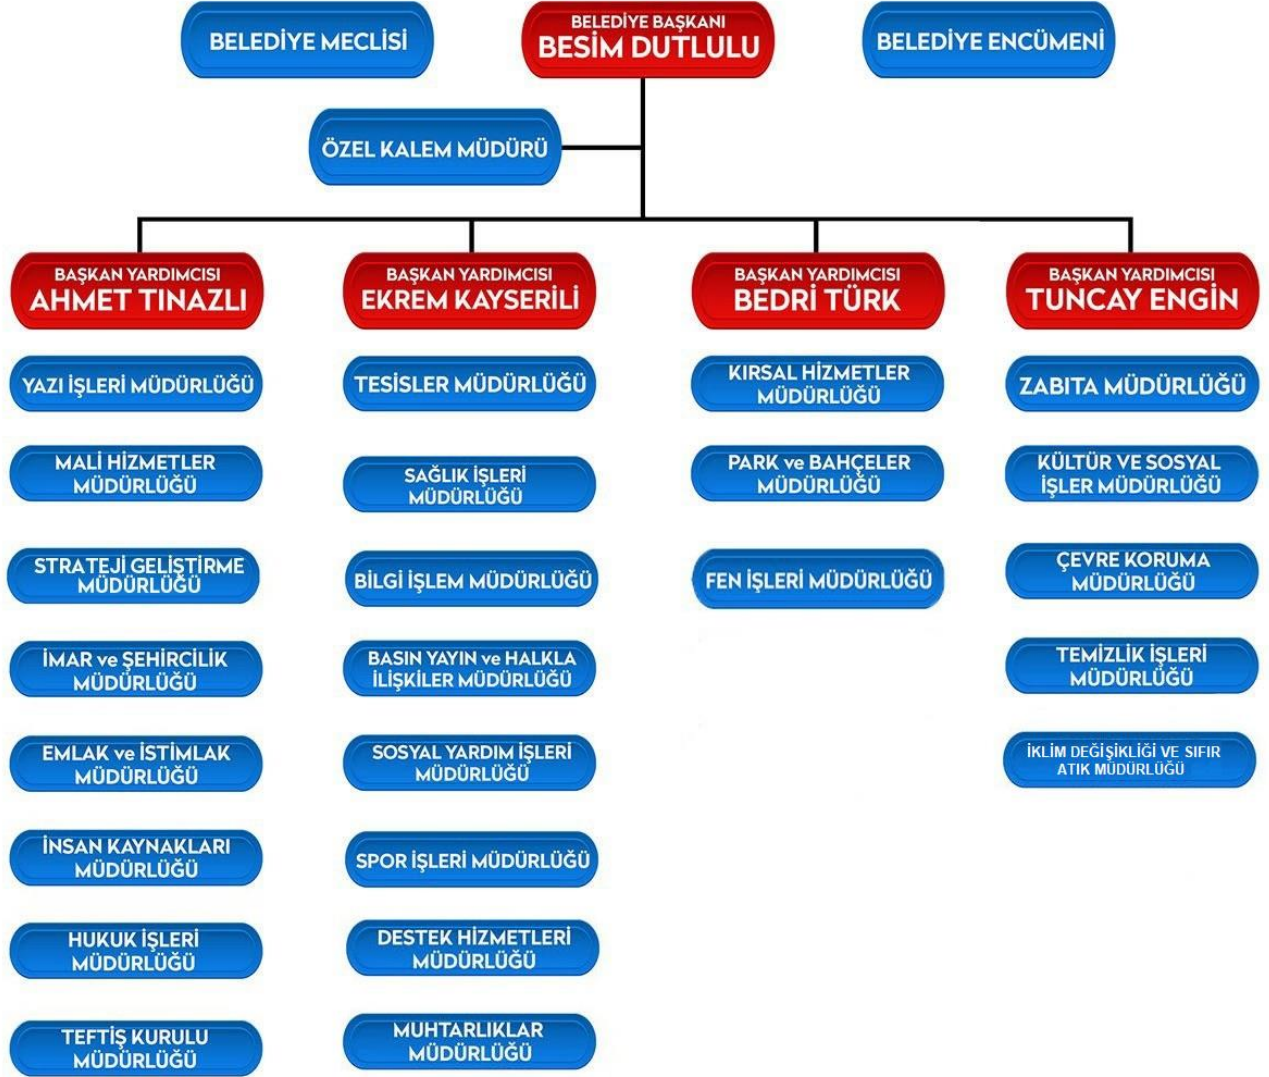 BELEDİYE MECLİSİ
BELEDİYE BAŞKANI
BESİM DUTLULU
BELEDİYE ENCÜMENİ
ÖZEL KALEM MÜDÜRÜ
BAŞKAN YARDIMCISI
AHMET TINAZLI
YAZI İŞLERİ MÜDÜRLÜĞÜ
MALİ HİZMETLER
MÜDÜRLÜĞÜ
STRATEJİ GELİŞTİRME
MÜDÜRLÜĞÜ
İMAR ve ŞEHİRCİLİK
MÜDÜRLÜĞÜ
EMLAK ve İSTİMLAK
MÜDÜRLÜĞÜ
İNSAN KAYNAKLARI
MÜDÜRLÜĞÜ
HUKUK İŞLERİ
MÜDÜRLÜĞÜ
TEFTİŞ KURULU
MÜDÜRLÜĞÜ
BAŞKAN YARDIMCISI
EKREM KAYSERİLİ
TESİSLER MÜDÜRLÜĞÜ
SAĞLIK İŞLERİ
MÜDÜRLÜĞÜ
BİLGİ İŞLEM MÜDÜRLÜĞÜ
BASIN YAYIN ve HALKLA
İLİŞKİLER MÜDÜRLÜĞÜ
SOSYAL YARDIM İŞLERİ
MÜDÜRLÜĞÜ
SPOR İŞLERİ MÜDÜRLÜĞÜ
DESTEK HİZMETLERİ
MÜDÜRLÜĞÜ
MUHTARLIKLAR
MÜDÜRLÜĞÜ
BAŞKAN YARDIMCISI
BEDRİ TÜRK
KIRSAL HİZMETLER
MÜDÜRLÜĞÜ
PARK ve BAHÇELER
MÜDÜRLÜĞÜ
FEN İŞLERİ MÜDÜRLÜĞÜ
BAŞKAN YARDIMCISI
TUNCAY ENGİN
ZABITA MÜDÜRLÜĞÜ
KÜLTÜR VE SOSYAL
İŞLER MÜDÜRLÜĞÜ
ÇEVRE KORUMA
MÜDÜRLÜĞÜ
TEMİZLİK İŞLERİ
MÜDÜRLÜĞÜ
İKLİM DEĞİŞİKLİĞİ VE SIFIR
ATIK MÜDÜRLÜĞÜ